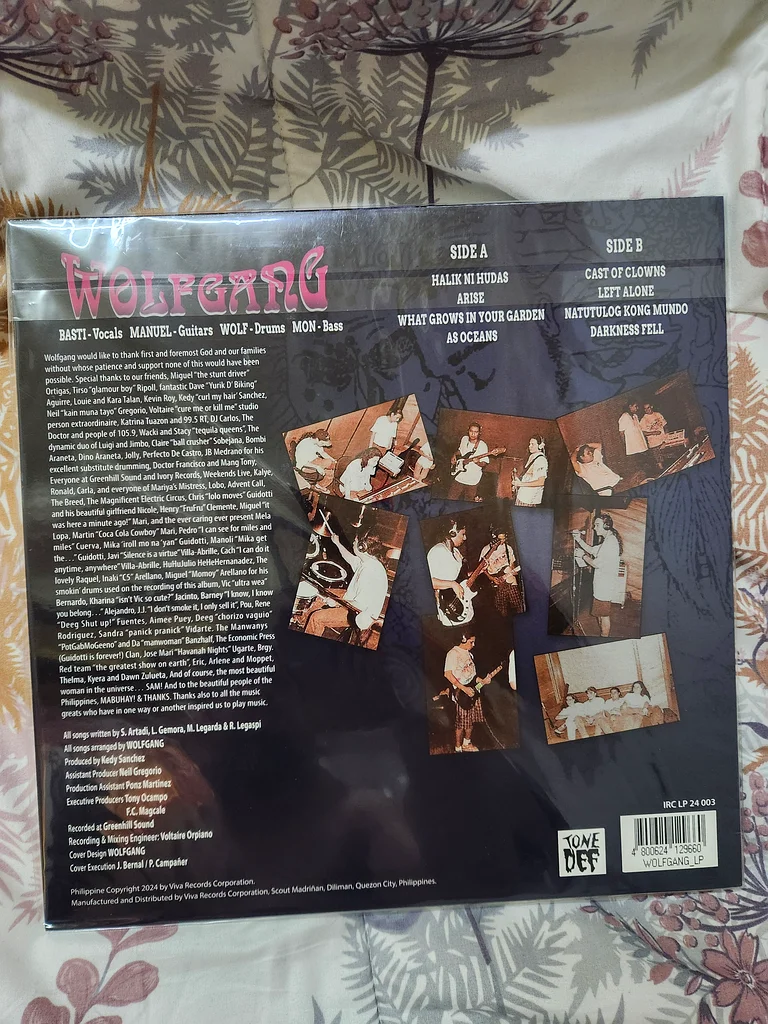 WOLFGANG
BASTI - Vocals MANUEL - Guitars WOLF - Drums MON - Bass
Wolfgang would like to thank first and foremost God and our families
without whose patience and support none of this would have been
possible. Special thanks to our friends, Miguel "the stunt driver"
Ortigas, Tirso "glamour boy" Ripoll, fantastic Dave "Yurik D' Biking"
Aguirre, Louie and Kara Talan, Kevin Roy, Kedy "curl my hair" Sanchez,
Neil "kain muna tayo" Gregorio, Voltaire "cure me or kill me" studio
person extraordinaire, Katrina Tuazon and 99.5 RT, DJ Carlos, The
Doctor and people of 105.9, Wacki and Stacy "tequila queens", The
dynamic duo of Luigi and Jimbo, Claire "ball crusher" Sobejana, Bombi
Araneta, Dino Araneta, Jolly, Perfecto De Castro, JB Medrano for his
excellent substitute drumming, Doctor Francisco and Mang Tony,
Everyone at Greenhill Sound and Ivory Records, Weekends Live, Kalye,
Ronald, Carla, and everyone of Mariya's Mistress, Lobo, Advent Call,
The Breed, The Magnificent Electric Circus, Chris "lolo moves" Guidotti
and his beautiful girlfriend Nicole, Henry "FruFru" Clemente, Miguel "it
was here a minute ago!" Mari, and the ever caring ever present Mela
Lopa, Martin "Coca Cola Cowboy" Mari, Pedro "I can see for miles and
miles" Cuerva, Mika 'iroll mo na 'yan" Guidotti, Manoli "Mika get
the..." Guidotti, Javi "Silence is a virtue" Villa-Abrille, Cach "I can do it
anytime, anywhere" Villa-Abrille, HuHuJulio HeHeHernandez, The
lovely Raquel, Inaki "C5" Arellano, Miguel "Momoy" Arellano for his
smokin' drums used on the recording of this album, Vic "ultra wea"
Bernardo, Kharina "isn't Vic so cute?" Jacinto, Barney "I know, I know
you belong..." Alejandro, J.J. "I don't smoke it, I only sell it", Pou, Rene
"Deeg Shut up!" Fuentes, Aimee Puey, Deeg "chorizo vaguio"
Rodriguez, Sandra "panick pranick" Vidarte. The Manwanys
"PotGabMoGeeno" and Da "manwoman" Banzhaf, The Economic Press
(Guidotti is forever!) Clan, Jose Mari "Havanah Nights" Ugarte, Brgy.
Red team "the greatest show on earth", Eric, Arlene and Moppet,
Thelma, Kyera and Dawn Zulueta, And of course, the most beautiful
woman in the universe... SAM! And to the beautiful people of the
Philippines, MABUHAY! & THANKS. Thanks also to all the music
greats who have in one way or another inspired us to play music.
All songs written by S. Artadi, L. Gemora, M. Legarda & R. Legaspi
All songs arranged by WOLFGANG
Produced by Kedy Sanchez
Assistant Producer Neil Gregorio
Production Assistant Ponz Martinez
Executive Producers Tony Ocampo
F.C. Magcale
Recorded at Greenhill Sound
Recording & Mixing Engineer: Voltaire Orpiano
Cover Design WOLFGANG
Cover Execution J. Bernal / P. Campañer
Philippine Copyright 2024 by Viva Records Corporation.
Manufactured and Distributed by Viva Records Corporation, Scout Madriñan, Diliman, Quezon City, Philippines.
SIDE A
HALIK NI HUDAS
ARISE
WHAT GROWS IN YOUR GARDEN
AS OCEANS
SIDE B
CAST OF CLOWNS
LEFT ALONE
NATUTULOG KONG MUNDO
DARKNESS FELL
IRC LP 24 003
TONE
DEF
4 800624 129660
WOLFGANG_LP